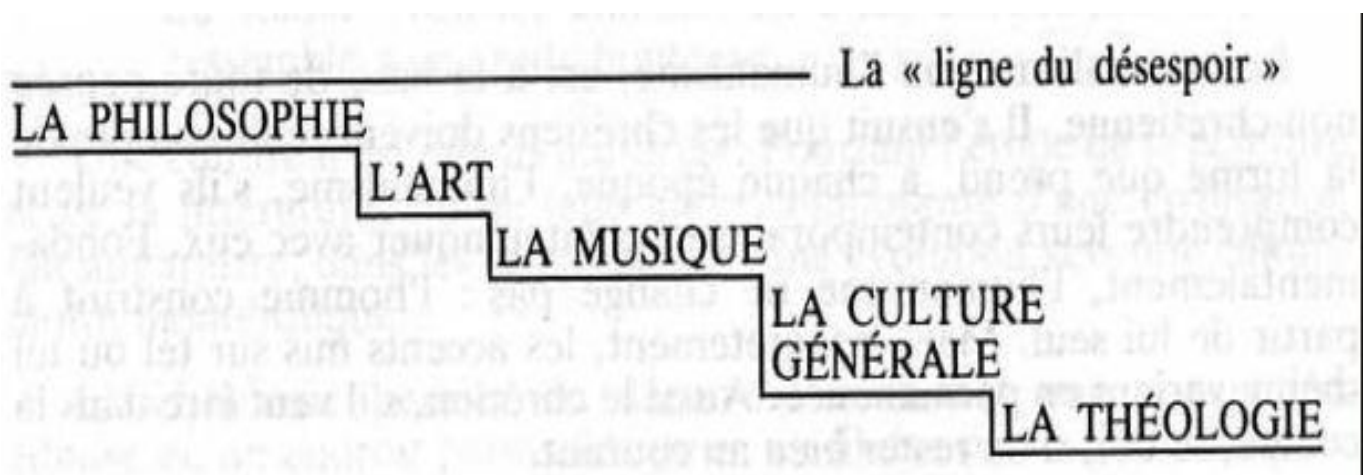 La « ligne du désespoir »
LA PHILOSOPHIE
L'ART
LA MUSIQUE
LA CULTURE
GÉNÉRALE
LA THÉOLOGIE